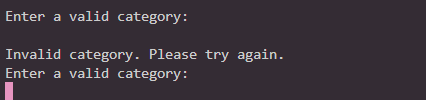 Enter a valid category:
Invalid category. Please try again.
Enter a valid category: